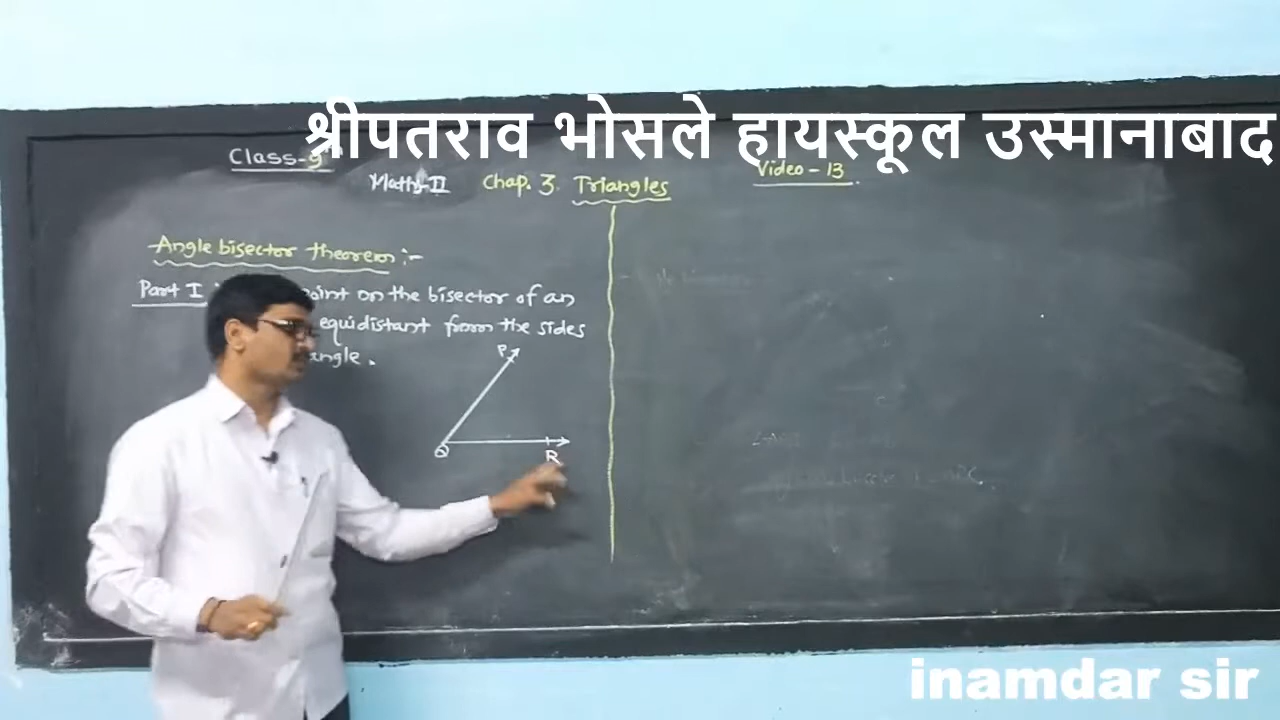 श्रीपतराव भोसले हायस्कूल उस्मानाबाद
Class-9
Video - 13
Maths-II Chap. 3. Triangles
Angle bisector theorem :-
Part I point on the bisector of an
equidistant from the sides
angle.
P
Q
R
inamdar sir